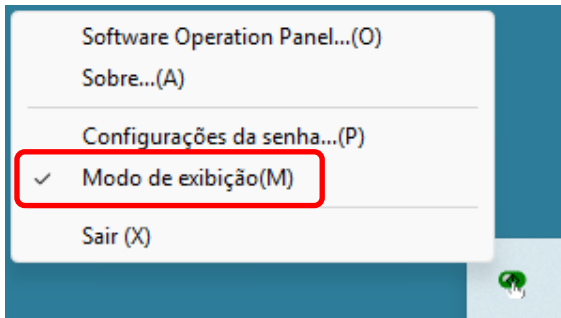 Software Operation Panel...(O)
Sobre...(A)
Configurações da senha...(P)
Modo de exibição(M)
Sair (X)